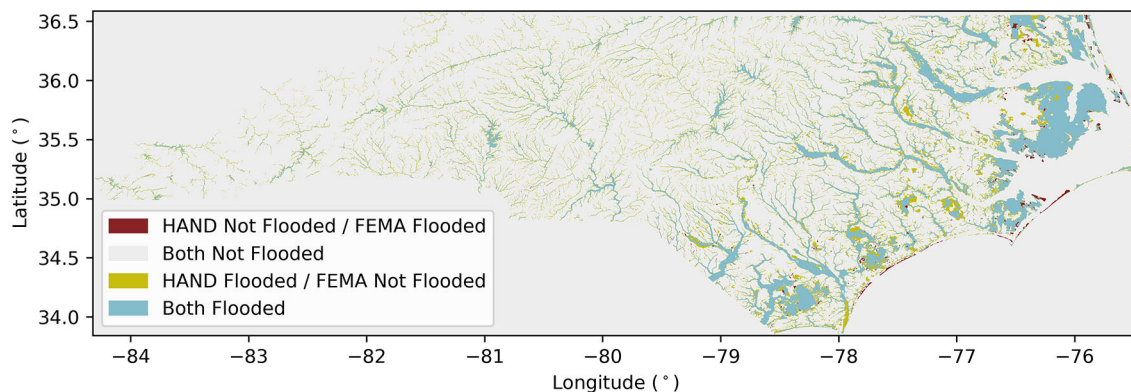 36.5
36.0
35.5
35.0
34.5
34.0
Latitude (°)
HAND Not Flooded / FEMA Flooded
Both Not Flooded
HAND Flooded / FEMA Not Flooded
Both Flooded
−84 −83 −82 −81 −80 −79 −78 −77 −76
Longitude (°)